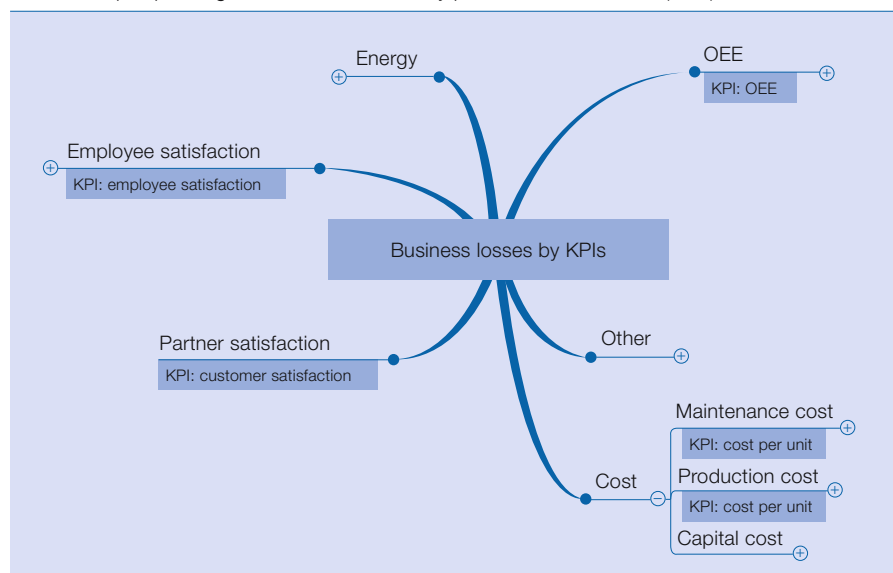 Energy
OEE
KPI: OEE
Employee satisfaction
KPI: employee satisfaction
Business losses by KPIs
Partner satisfaction
KPI: customer satisfaction
Other
Maintenance cost
KPI: cost per unit
Cost
Production cost
KPI: cost per unit
Capital cost